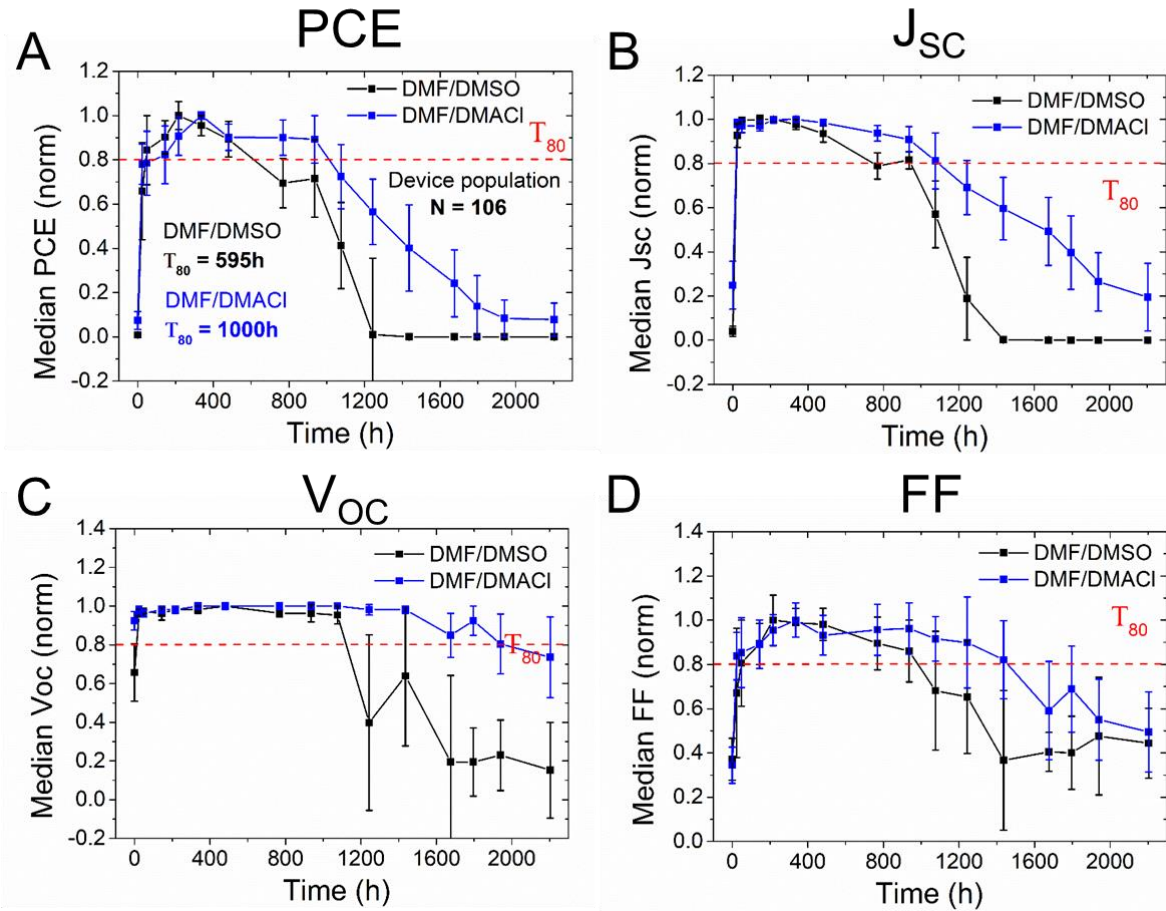 PCE
A
1.2
1.0
0.8
0.6
0.4
0.2
0.0
-0.2
Median PCE (norm)
DMF/DMSO
DMF/DMACl
T80
Device population
N = 106
DMF/DMSO
T80 = 595h
DMF/DMACl
T80 = 1000h
0 400 800 1200 1600 2000
Time (h)
JSC
B
1.2
1.0
0.8
0.6
0.4
0.2
0.0
-0.2
Median Jsc (norm)
DMF/DMSO
DMF/DMACl
T80
0 400 800 1200 1600 2000
Time (h)
VOC
C
1.4
1.2
1.0
0.8
0.6
0.4
0.2
0.0
-0.2
Median Voc (norm)
DMF/DMSO
DMF/DMACl
T80
0 400 800 1200 1600 2000
Time (h)
FF
D
1.4
1.2
1.0
0.8
0.6
0.4
0.2
0.0
Median FF (norm)
DMF/DMSO
DMF/DMACl
T80
0 400 800 1200 1600 2000
Time (h)